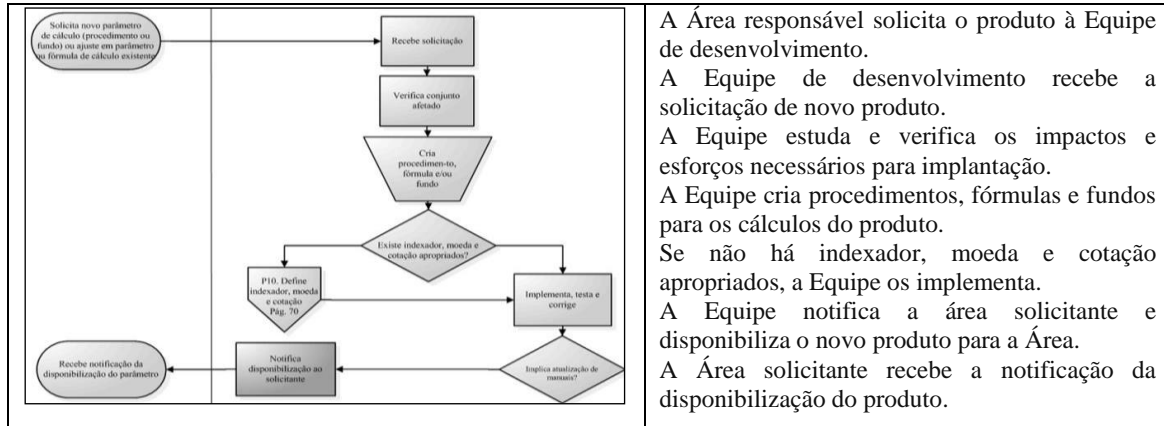 Solicita novo parâmetro
de cálculo (procedimento ou
fundo) ou ajuste em parâmetro
ou fórmula de cálculo existente
Recebe solicitação
Verifica conjunto
afetado
Cria
procedimen-to,
fórmula e/ou
fundo
Existe indexador, moeda e
cotação apropriados?
P10. Define
indexador, moeda
e cotação
Pág. 70
Implementa, testa e
corrige
Implica atualização de
manuais?
Notifica
disponibilização ao
solicitante
Recebe notificação da
disponibilização do parâmetro
A Área responsável solicita o produto à Equipe
de desenvolvimento.
A Equipe de desenvolvimento recebe a
solicitação de novo produto.
A Equipe estuda e verifica os impactos e
esforços necessários para implantação.
A Equipe cria procedimentos, fórmulas e fundos
para os cálculos do produto.
Se não há indexador, moeda e cotação
apropriados, a Equipe os implementa.
A Equipe notifica a área solicitante e
disponibiliza o novo produto para a Área.
A Área solicitante recebe a notificação da
disponibilização do produto.